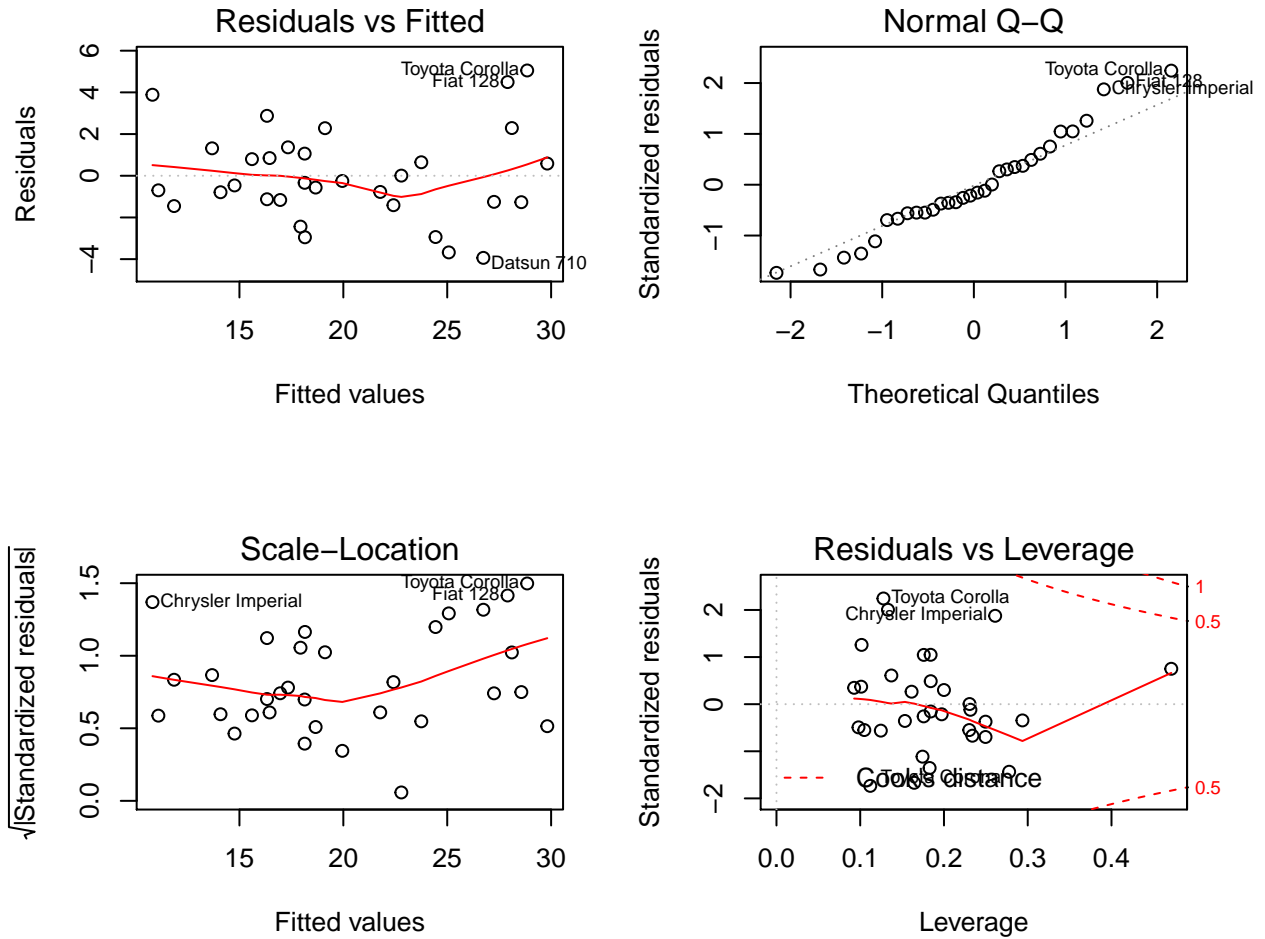 Residuals vs Fitted
Residuals
6
4
2
0
−4
Toyota Corolla
Fiat 128
Datsun 710
15 20 25 30
Fitted values
Normal Q−Q
Standardized residuals
2
1
0
−1
Toyota Corolla
Fiat 128
Chrysler Imperial
−2 −1 0 1 2
Theoretical Quantiles
Scale−Location
√|Standardized residuals|
1.5
1.0
0.5
0.0
Toyota Corolla
Fiat 128
Chrysler Imperial
15 20 25 30
Fitted values
Residuals vs Leverage
Standardized residuals
2
1
0
−2
Toyota Corolla
Chrysler Imperial
Toyota Corona
Cook's distance
1
0.5
0.5
0.0 0.1 0.2 0.3 0.4
Leverage